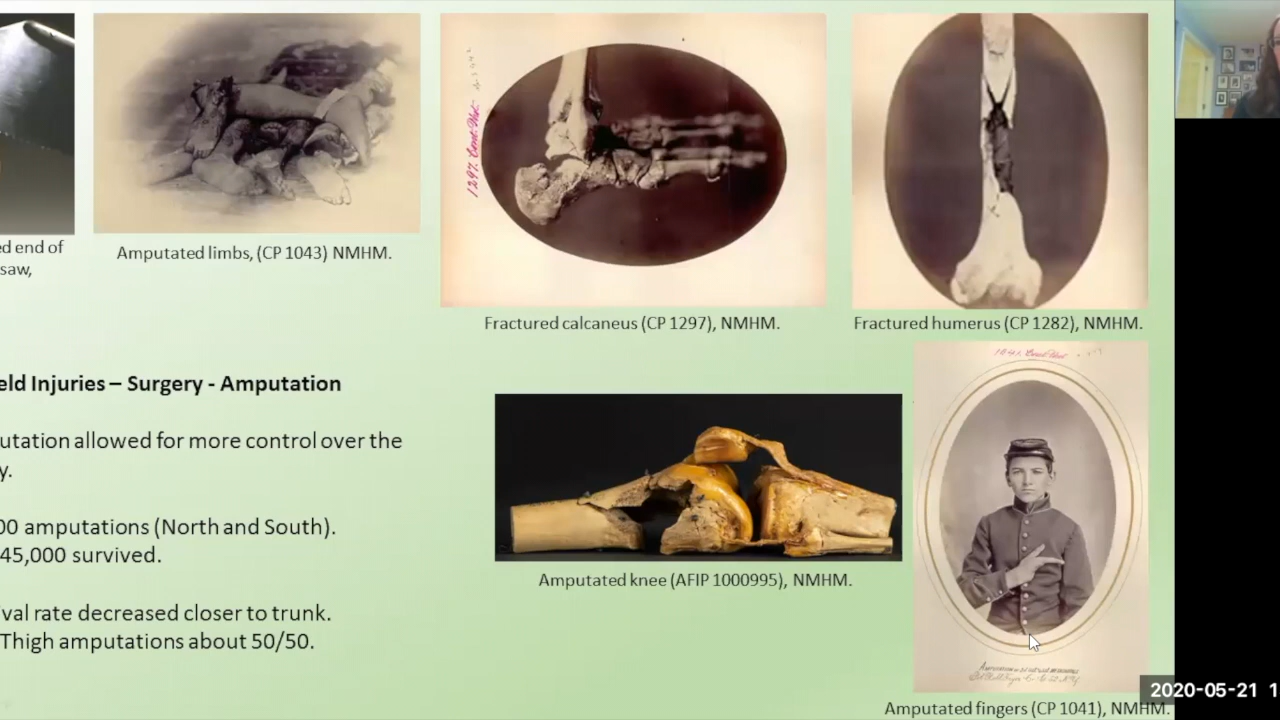 ed end of
saw,
Amputated limbs, (CP 1043) NMHM.
1297.
Fractured calcaneus (CP 1297), NMHM.
Fractured humerus (CP 1282), NMHM.
eld Injuries – Surgery - Amputation
utation allowed for more control over the
y.
00 amputations (North and South).
45,000 survived.
ival rate decreased closer to trunk.
Thigh amputations about 50/50.
Amputated knee (AFIP 1000995), NMHM.
Amputated fingers (CP 1041), NMHM.
2020-05-21 1